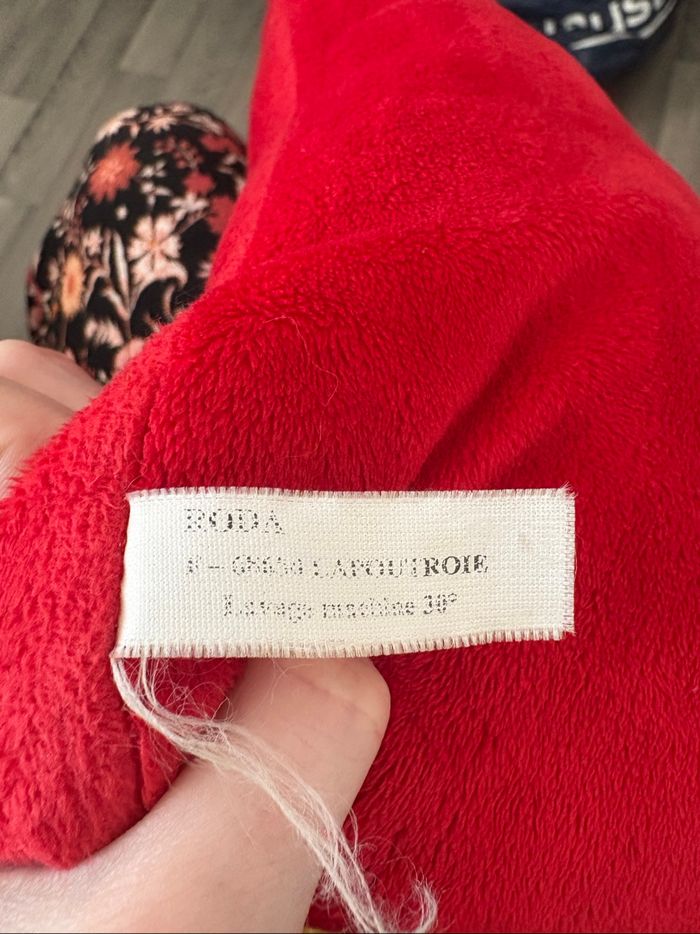 RODA
F-68650 LAPOUTROIE
Lavage machine 30°